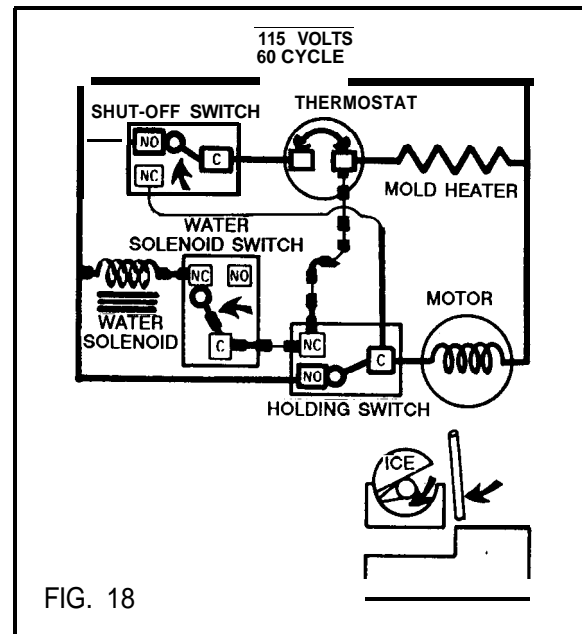 115 VOLTS
60 CYCLE
SHUT-OFF SWITCH
THERMOSTAT
NO
C
NC
MOLD HEATER
WATER
SOLENOID SWITCH
NC NO
MOTOR
WATER
SOLENOID
C
NC
C
NO
HOLDING SWITCH
ICE
FIG. 18